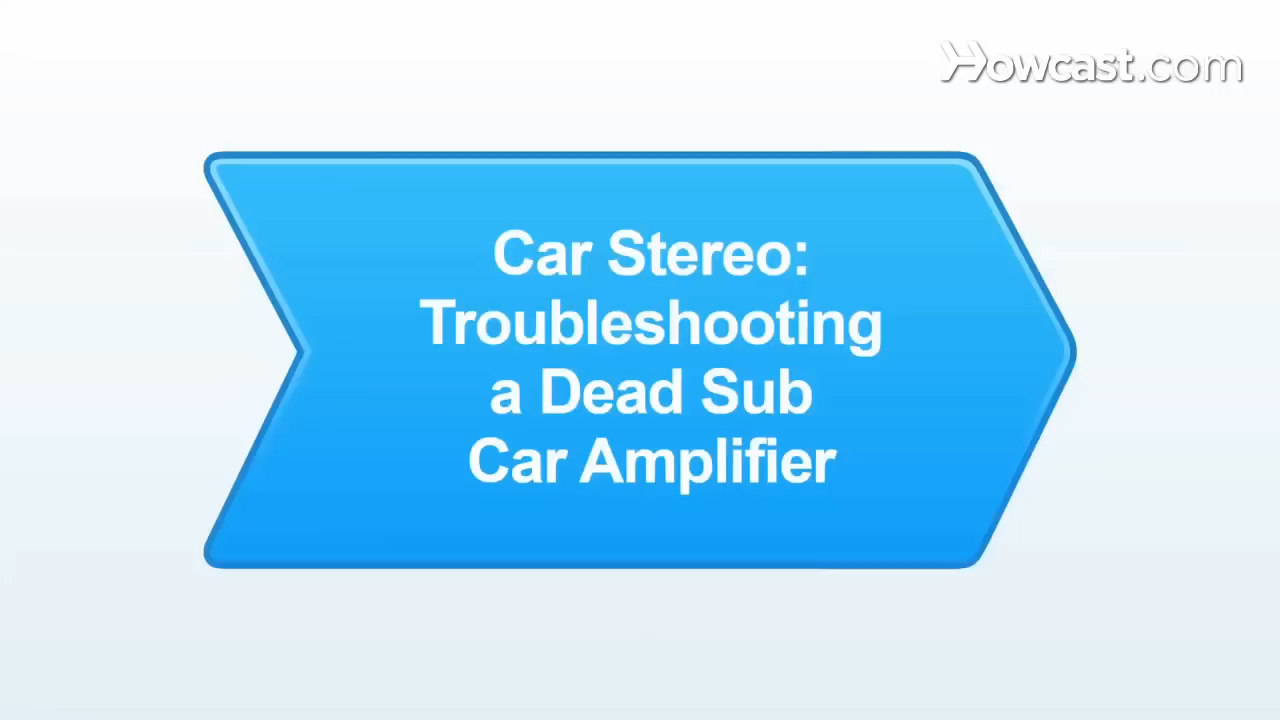 Howcast.com
Car Stereo:
Troubleshooting
a Dead Sub
Car Amplifier